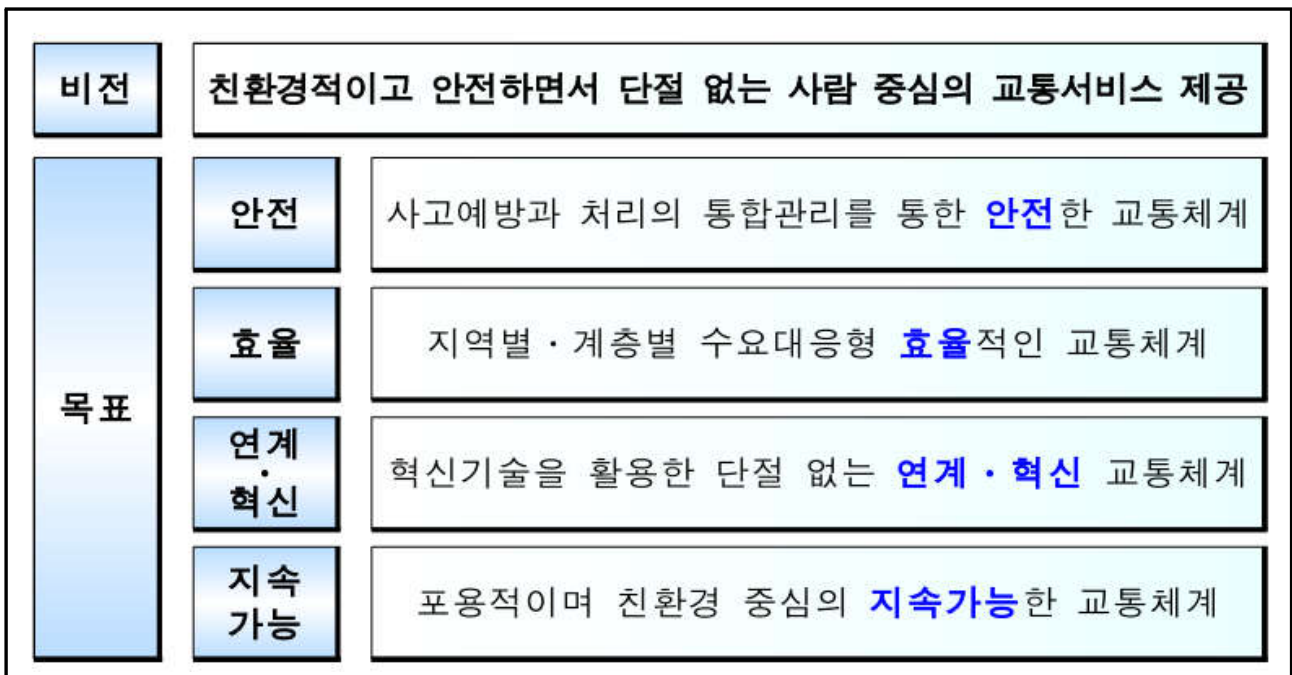 비전
친환경적이고 안전하면서 단절 없는 사람 중심의 교통서비스 제공
목표
안전
사고예방과 처리의 통합관리를 통한 안전한 교통체계
효율
지역별·계층별 수요대응형 효율적인 교통체계
연계
·
혁신
혁신기술을 활용한 단절 없는 연계·혁신 교통체계
지속
가능
포용적이며 친환경 중심의 지속가능한 교통체계